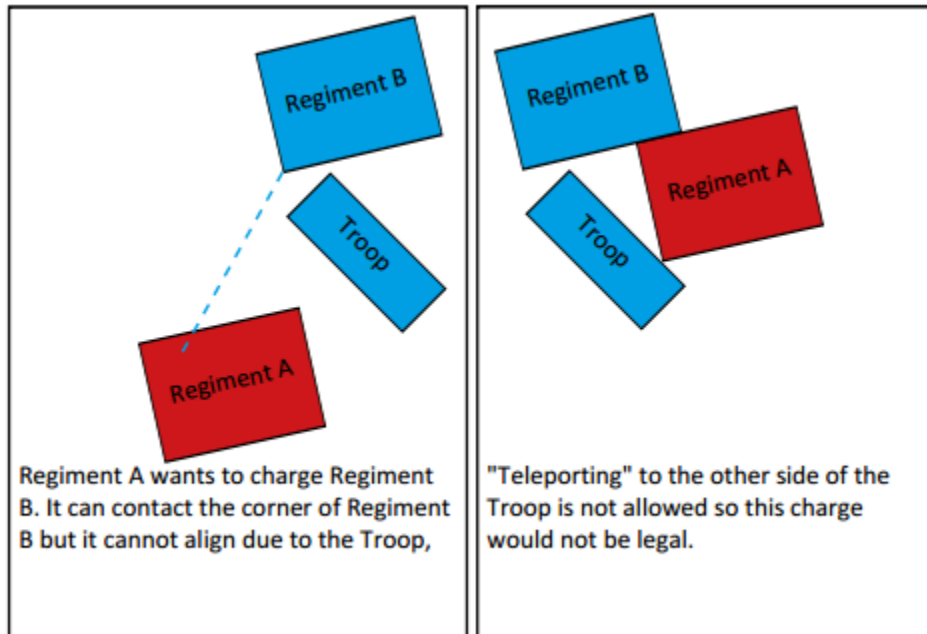 Regiment B
Troop
Regiment A
Regiment A wants to charge Regiment
B. It can contact the corner of Regiment
B but it cannot align due to the Troop,
Regiment B
Regiment A
Troop
"Teleporting" to the other side of the
Troop is not allowed so this charge
would not be legal.